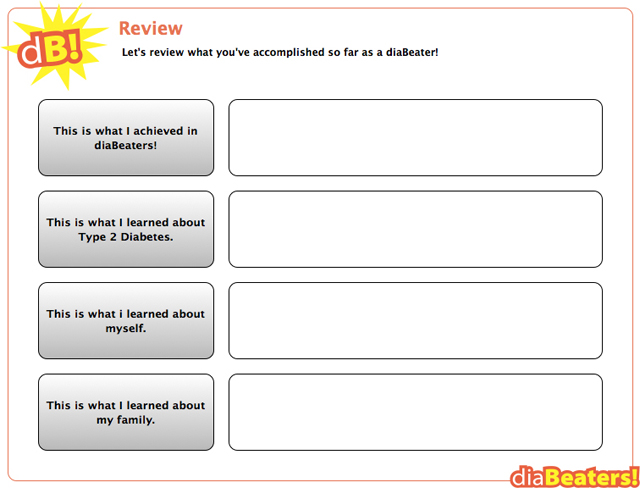 dB!
Review
Let's review what you've accomplished so far as a diaBeater!
This is what I achieved in
diaBeaters!
This is what I learned about
Type 2 Diabetes.
This is what i learned about
myself.
This is what I learned about
my family.
diaBeaters!